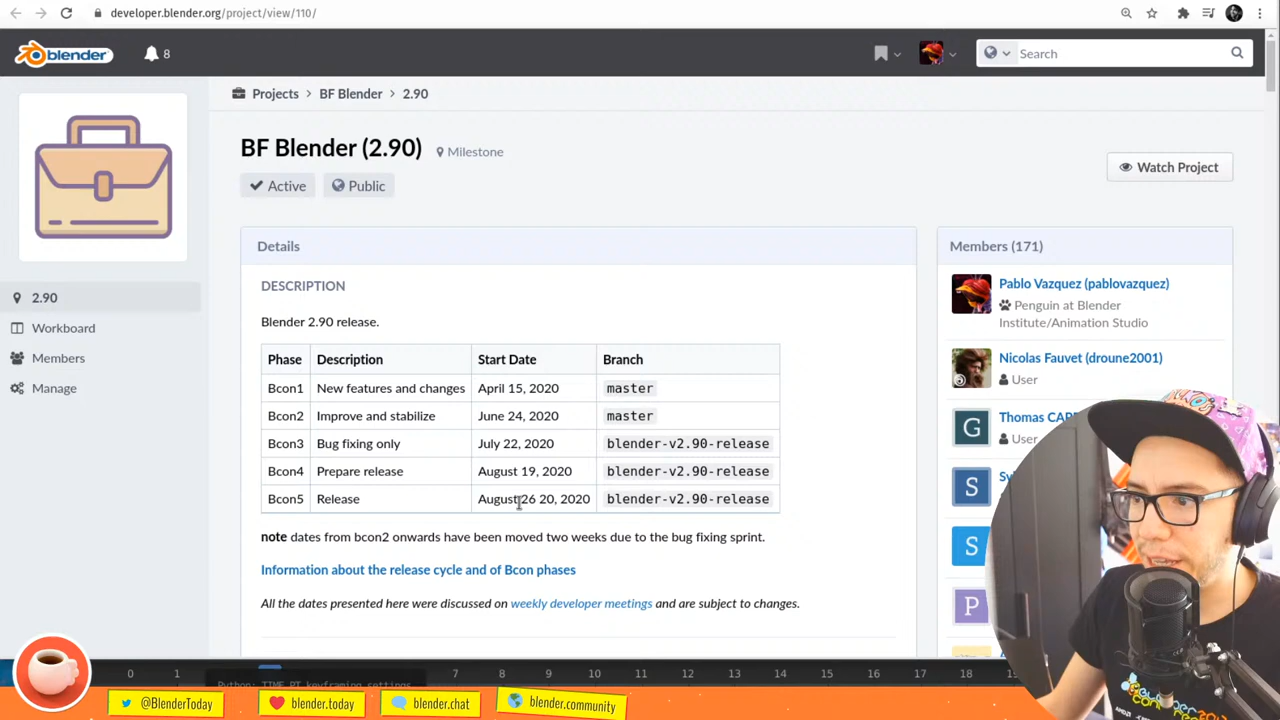 developer.blender.org/project/view/110/
blender
8
Search
Projects > BF Blender > 2.90
BF Blender (2.90) Milestone
Active Public
Watch Project
2.90
Workboard
Members
Manage
Details
DESCRIPTION
Blender 2.90 release.
Phase Description Start Date Branch
Bcon1 New features and changes April 15, 2020 master
Bcon2 Improve and stabilize June 24, 2020 master
Bcon3 Bug fixing only July 22, 2020 blender-v2.90-release
Bcon4 Prepare release August 19, 2020 blender-v2.90-release
Bcon5 Release August 26 20, 2020 blender-v2.90-release
note dates from bcon2 onwards have been moved two weeks due to the bug fixing sprint.
Information about the release cycle and of Bcon phases
All the dates presented here were discussed on weekly developer meetings and are subject to changes.
Members (171)
Pablo Vazquez (pablovazquez)
Penguin at Blender
Institute/Animation Studio
Nicolas Fauvet (droune2001)
User
G
Thomas
User
S
S
P
0 1 7 8 9 10 11 12 13 14 15 16 17 18
Python: TIME_PT_keyframing_settings
@BlenderToday
blender.today
blender.chat
blender.community